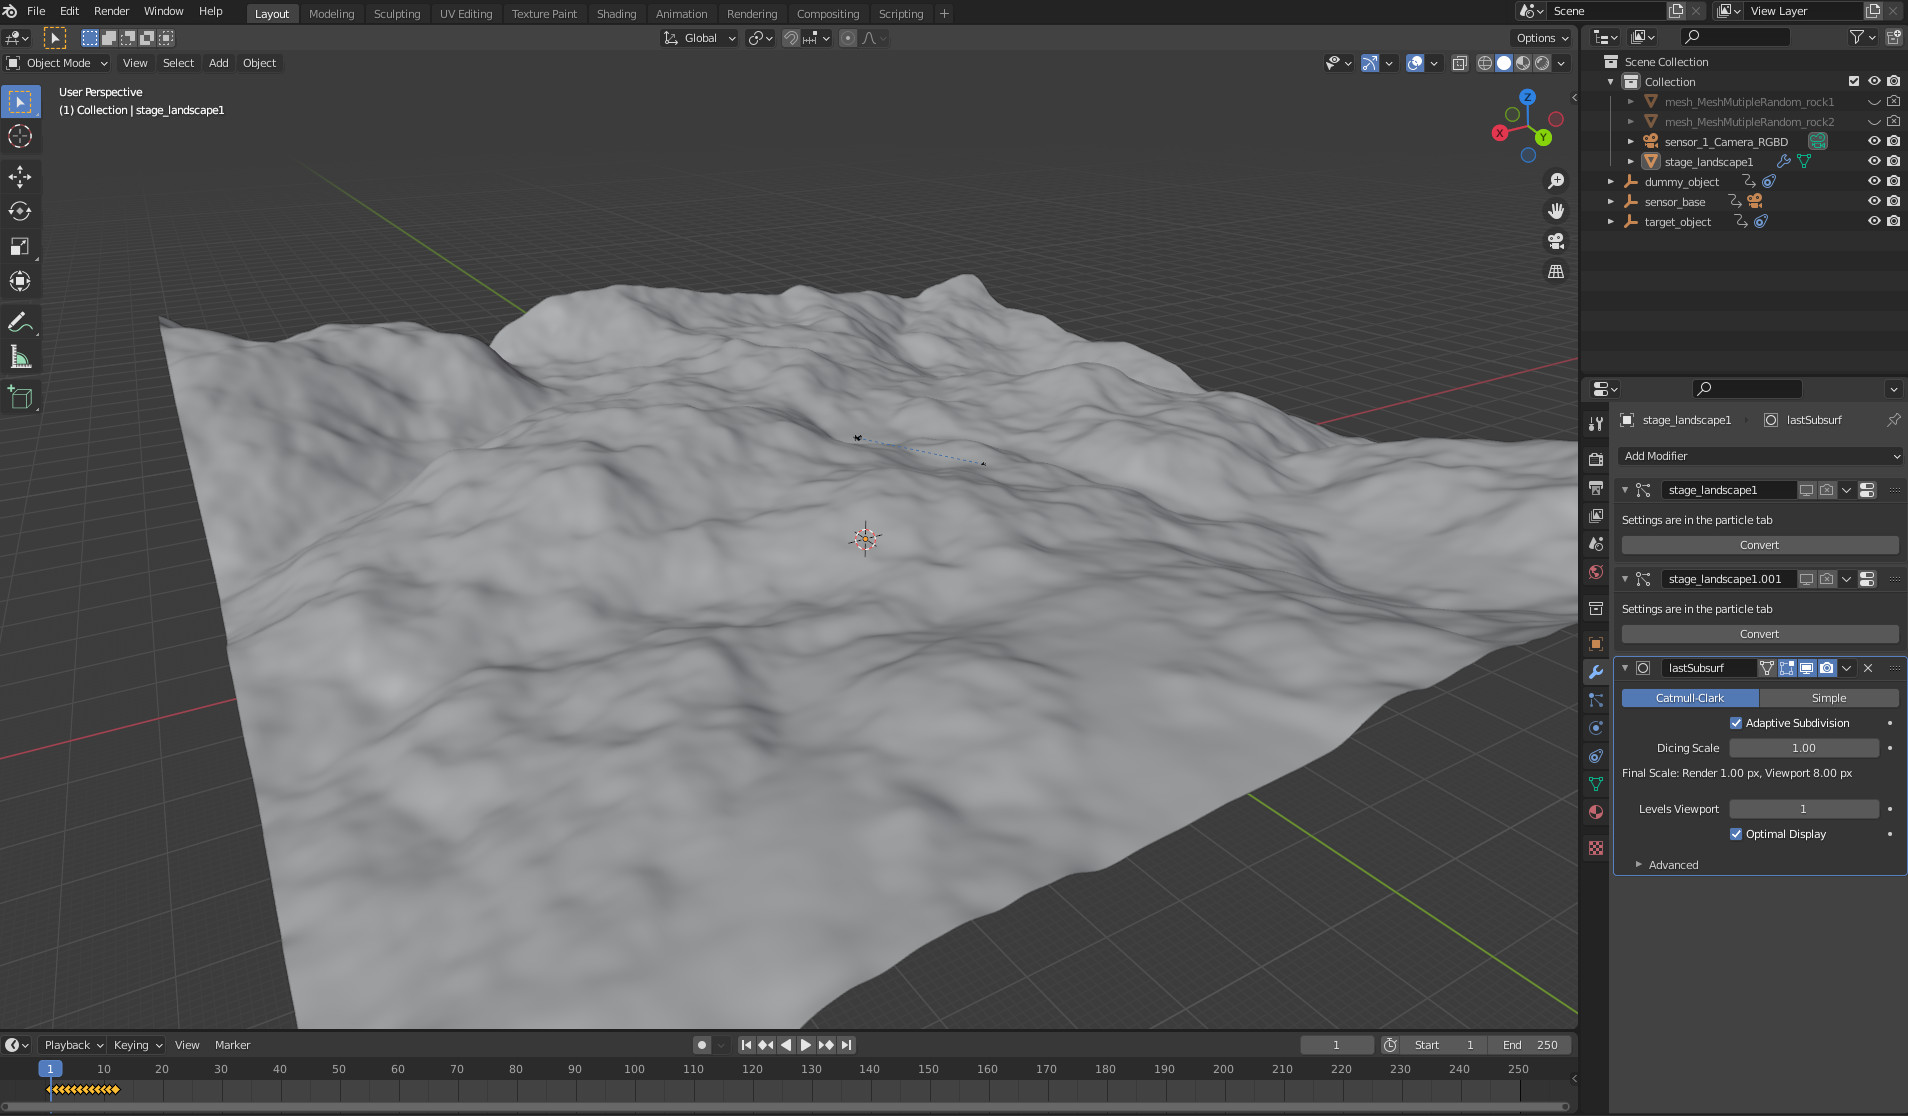 File Edit Render Window Help Layout Modeling Sculpting UV Editing Texture Paint Shading Animation Rendering Compositing Scripting + Scene View Layer
Global Options
Object Mode View Select Add Object
User Perspective
(1) Collection | stage_landscape1
Z
X
Y
Scene Collection
Collection
mesh_MeshMutipleRandom_rock1
mesh_MeshMutipleRandom_rock2
sensor_1_Camera_RGBD
stage_landscape1
dummy_object
sensor_base
target_object
stage_landscape1 lastSubsurf
Add Modifier
stage_landscape1
Settings are in the particle tab
Convert
stage_landscape1.001
Settings are in the particle tab
Convert
lastSubsurf
Catmull-Clark Simple
Adaptive Subdivision
Dicing Scale 1.00
Final Scale: Render 1.00 px, Viewport 8.00 px
Levels Viewport 1
Optimal Display
Advanced
Playback Keying View Marker 1 Start 1 End 250
1 10 20 30 40 50 60 70 80 90 100 110 120 130 140 150 160 170 180 190 200 210 220 230 240 250